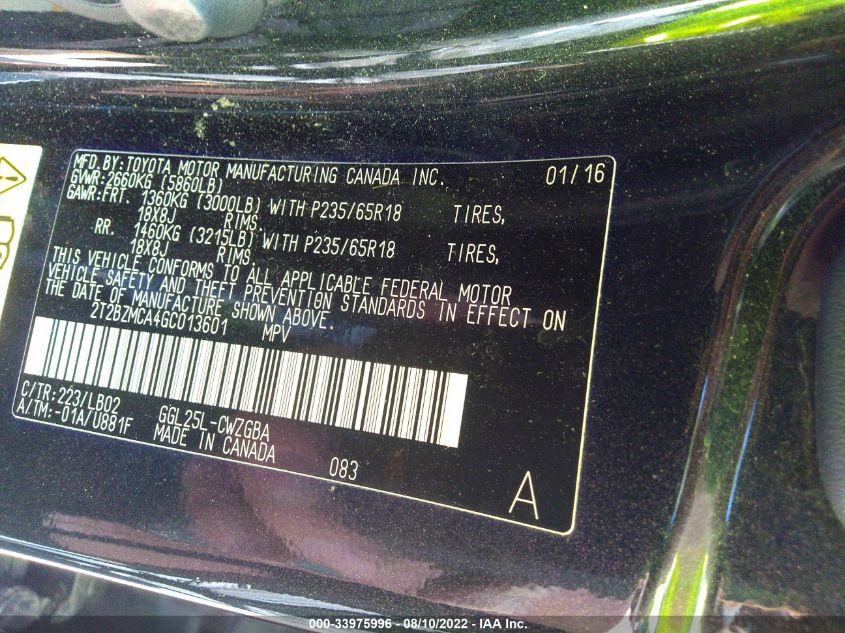 MFD.BY:TOYOTA MOTOR MANUFACTURING CANADA INC. 01/16
GVWR:2660KG (5860LB)
GAWR:FRT. 1360KG (3000LB) WITH P235/65R18 TIRES,
18X8J RIMS.
RR. 1460KG (3215LB) WITH P235/65R18 TIRES,
18X8J RIMS.
THIS VEHICLE CONFORMS TO ALL APPLICABLE FEDERAL MOTOR
VEHICLE SAFETY AND THEFT PREVENTION STANDARDS IN EFFECT ON
THE DATE OF MANUFACTURE SHOWN ABOVE.
2T2BZMCA4GC013601 MPV
C/TR:223/LB02
A/TM:-01A/U881F GGL25L-CWZGBA
MADE IN CANADA
083
A
000-33975996 - 08/10/2022 - IAA Inc.